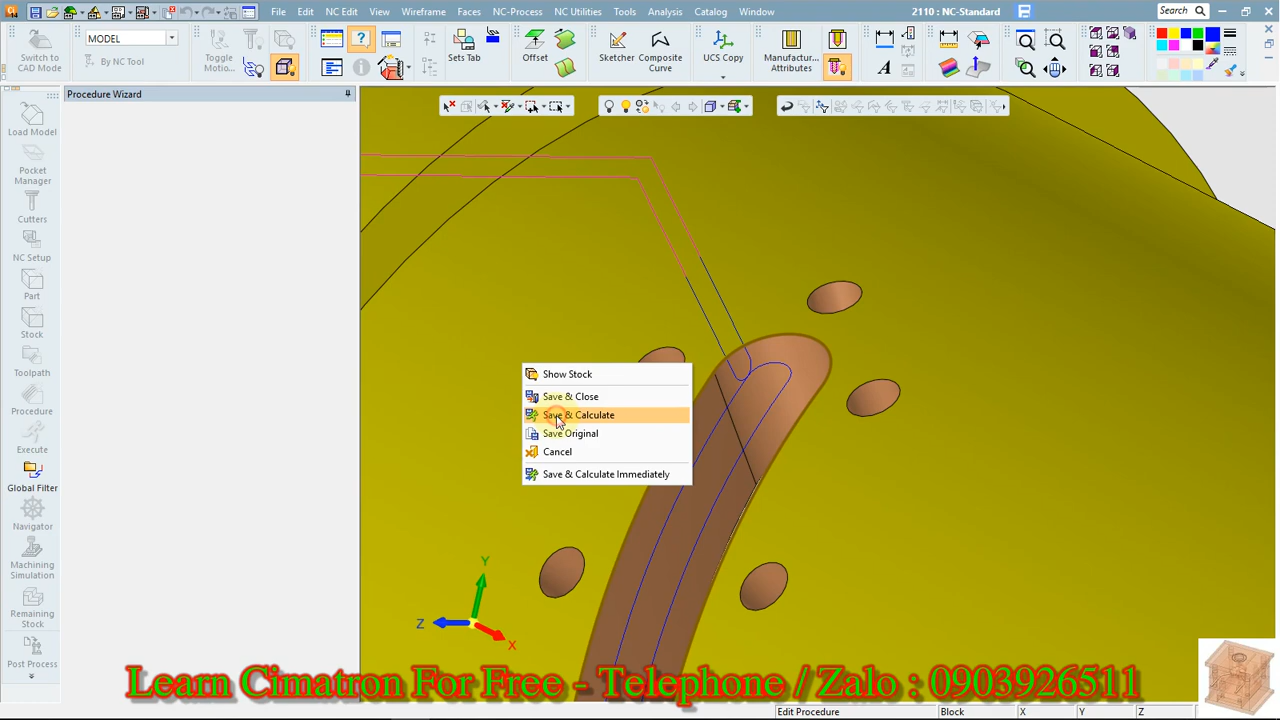 File Edit NC Edit View Wireframe Faces NC-Process NC Utilities Tools Analysis Catalog Window 2110 : NC-Standard Search
MODEL
By NC Tool
Switch to CAD Mode
Toggle Motion...
Sets Tab
Offset
Sketcher
Composite Curve
UCS Copy
Manufactur... Attributes
Procedure Wizard
Load Model
Pocket Manager
Cutters
NC Setup
Part
Stock
Toolpath
Procedure
Execute
Global Filter
Navigator
Machining Simulation
Remaining Stock
Post Process
Show Stock
Save & Close
Save & Calculate
Save Original
Cancel
Save & Calculate Immediately
Y
Z
X
Learn Cimatron For Free - Telephone / Zalo : 0903926511
Edit Procedure Block X Y Z